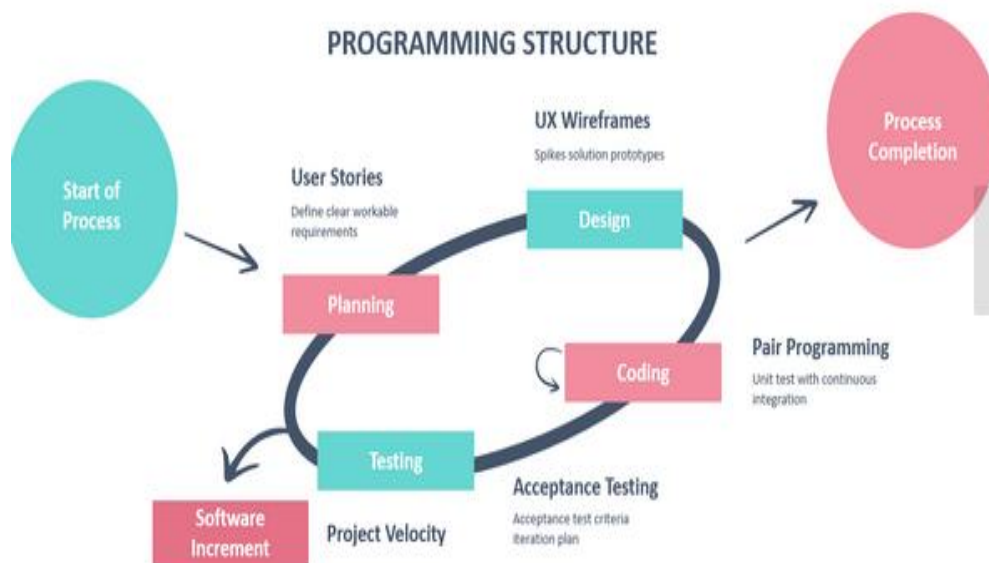 PROGRAMMING STRUCTURE
Start of
Process
User Stories
Define clear workable
requirements
UX Wireframes
Spikes solution prototypes
Process
Completion
Design
Planning
Coding
Pair Programming
Unit test with continuous
integration
Testing
Acceptance Testing
Acceptance test criteria
iteration plan
Software
Increment
Project Velocity